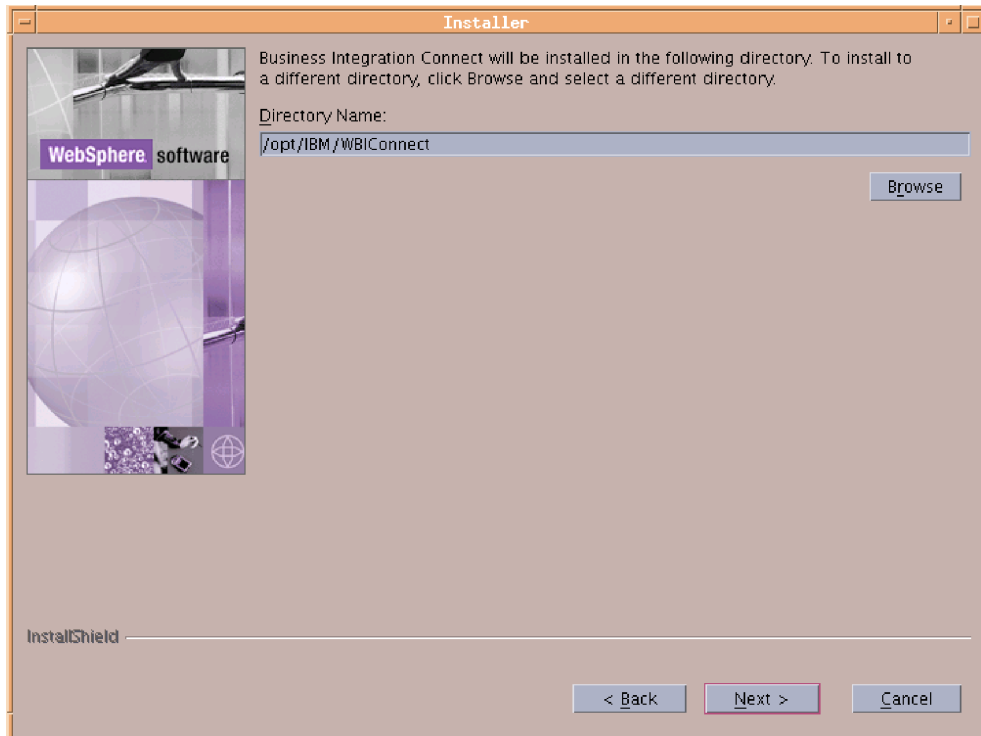 Installer
Business Integration Connect will be installed in the following directory. To install to
a different directory, click Browse and select a different directory.
Directory Name:
/opt/IBM/WBIConnect
Browse
WebSphere. software
InstallShield
< Back
Next >
Cancel